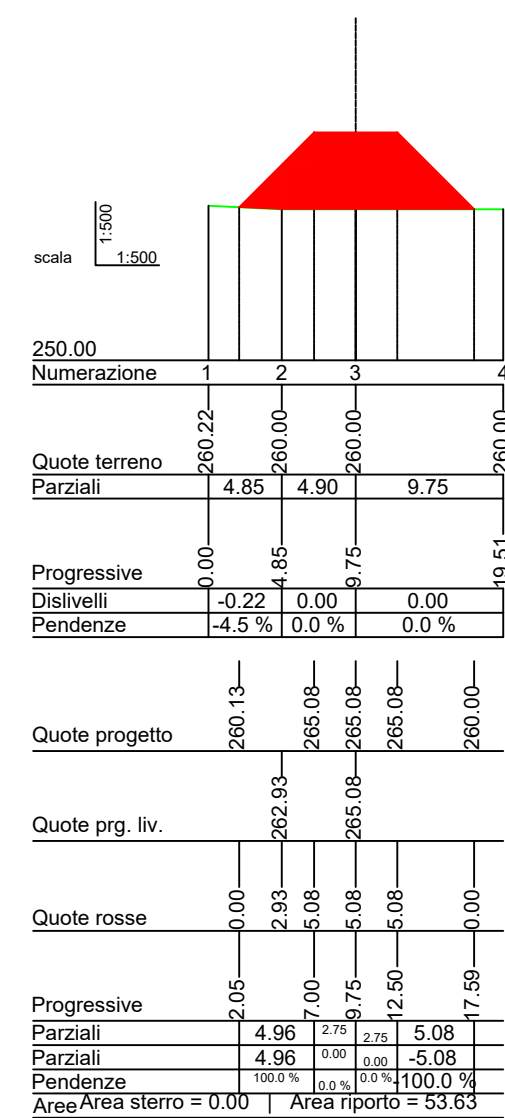 1:500
scala 1:500
250.00
Numerazione 1 2 3 4
Quote terreno 260.22 260.00 260.00 260.00
Parziali 4.85 4.90 9.75
Progressive 0.00 4.85 9.75 19.51
Dislivelli -0.22 0.00 0.00
Pendenze -4.5 % 0.0 % 0.0 %
Quote progetto 260.13 265.08 265.08 265.08 260.00
Quote prg. liv. 262.93 265.08
Quote rosse 0.00 2.93 5.08 5.08 5.08 0.00
Progressive 2.05 7.00 9.75 12.50 17.59
Parziali 4.96 2.75 2.75 5.08
Parziali 4.96 0.00 0.00 -5.08
Pendenze 100.0 % 0.0 % 0.0 % -100.0 %
Aree Area sterro = 0.00 | Area riporto = 53.63